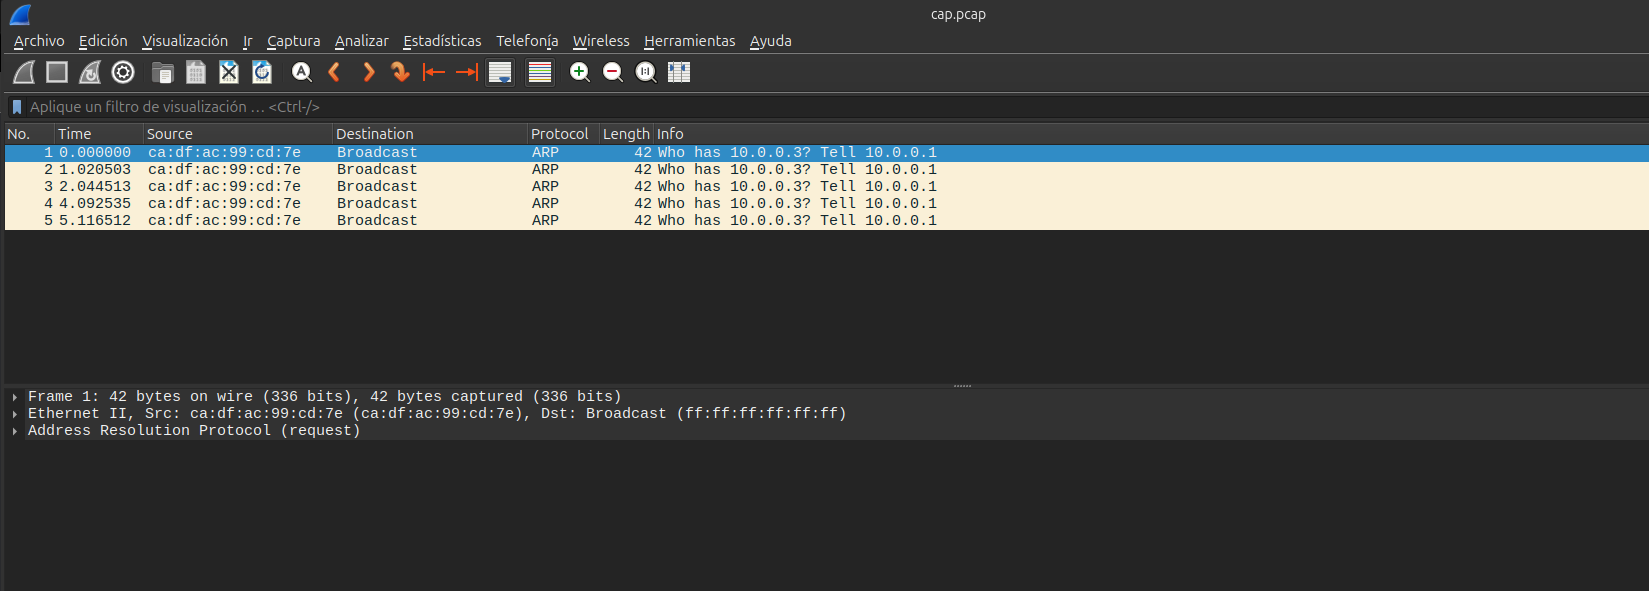 cap.pcap
Archivo Edición Visualización Ir Captura Analizar Estadísticas Telefonía Wireless Herramientas Ayuda
Aplique un filtro de visualización … <Ctrl-/>
No. Time Source Destination Protocol Length Info
1 0.000000 ca:df:ac:99:cd:7e Broadcast ARP 42 Who has 10.0.0.3? Tell 10.0.0.1
2 1.020503 ca:df:ac:99:cd:7e Broadcast ARP 42 Who has 10.0.0.3? Tell 10.0.0.1
3 2.044513 ca:df:ac:99:cd:7e Broadcast ARP 42 Who has 10.0.0.3? Tell 10.0.0.1
4 4.092535 ca:df:ac:99:cd:7e Broadcast ARP 42 Who has 10.0.0.3? Tell 10.0.0.1
5 5.116512 ca:df:ac:99:cd:7e Broadcast ARP 42 Who has 10.0.0.3? Tell 10.0.0.1
Frame 1: 42 bytes on wire (336 bits), 42 bytes captured (336 bits)
Ethernet II, Src: ca:df:ac:99:cd:7e (ca:df:ac:99:cd:7e), Dst: Broadcast (ff:ff:ff:ff:ff:ff)
Address Resolution Protocol (request)